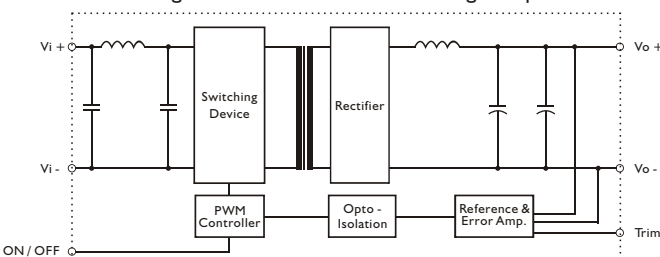 Vi +
Vo +
Switching
Device
Rectifier
Vi -
Vo -
PWM
Controller
Opto -
Isolation
Reference &
Error Amp.
Trim
ON / OFF